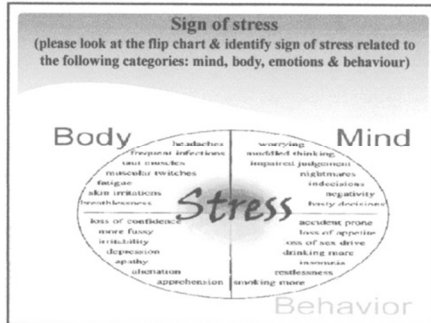 Sign of stress
(please look at the flip chart & identify sign of stress related to
the following categories: mind, body, emotions & behaviour)
Body
headaches
frequent infections
taut muscles
muscular twitches
fatigue
skin irritations
breathlessness
Mind
worrying
muddled thinking
impaired judgement
nightmares
indecisions
negativity
hasty decisions
Stress
loss of confidence
more fussy
irritability
depression
apathy
alienation
apprehension
accident prone
loss of appetite
oss of sex drive
drinking more
insomnia
restlessness
smoking more
Behavior